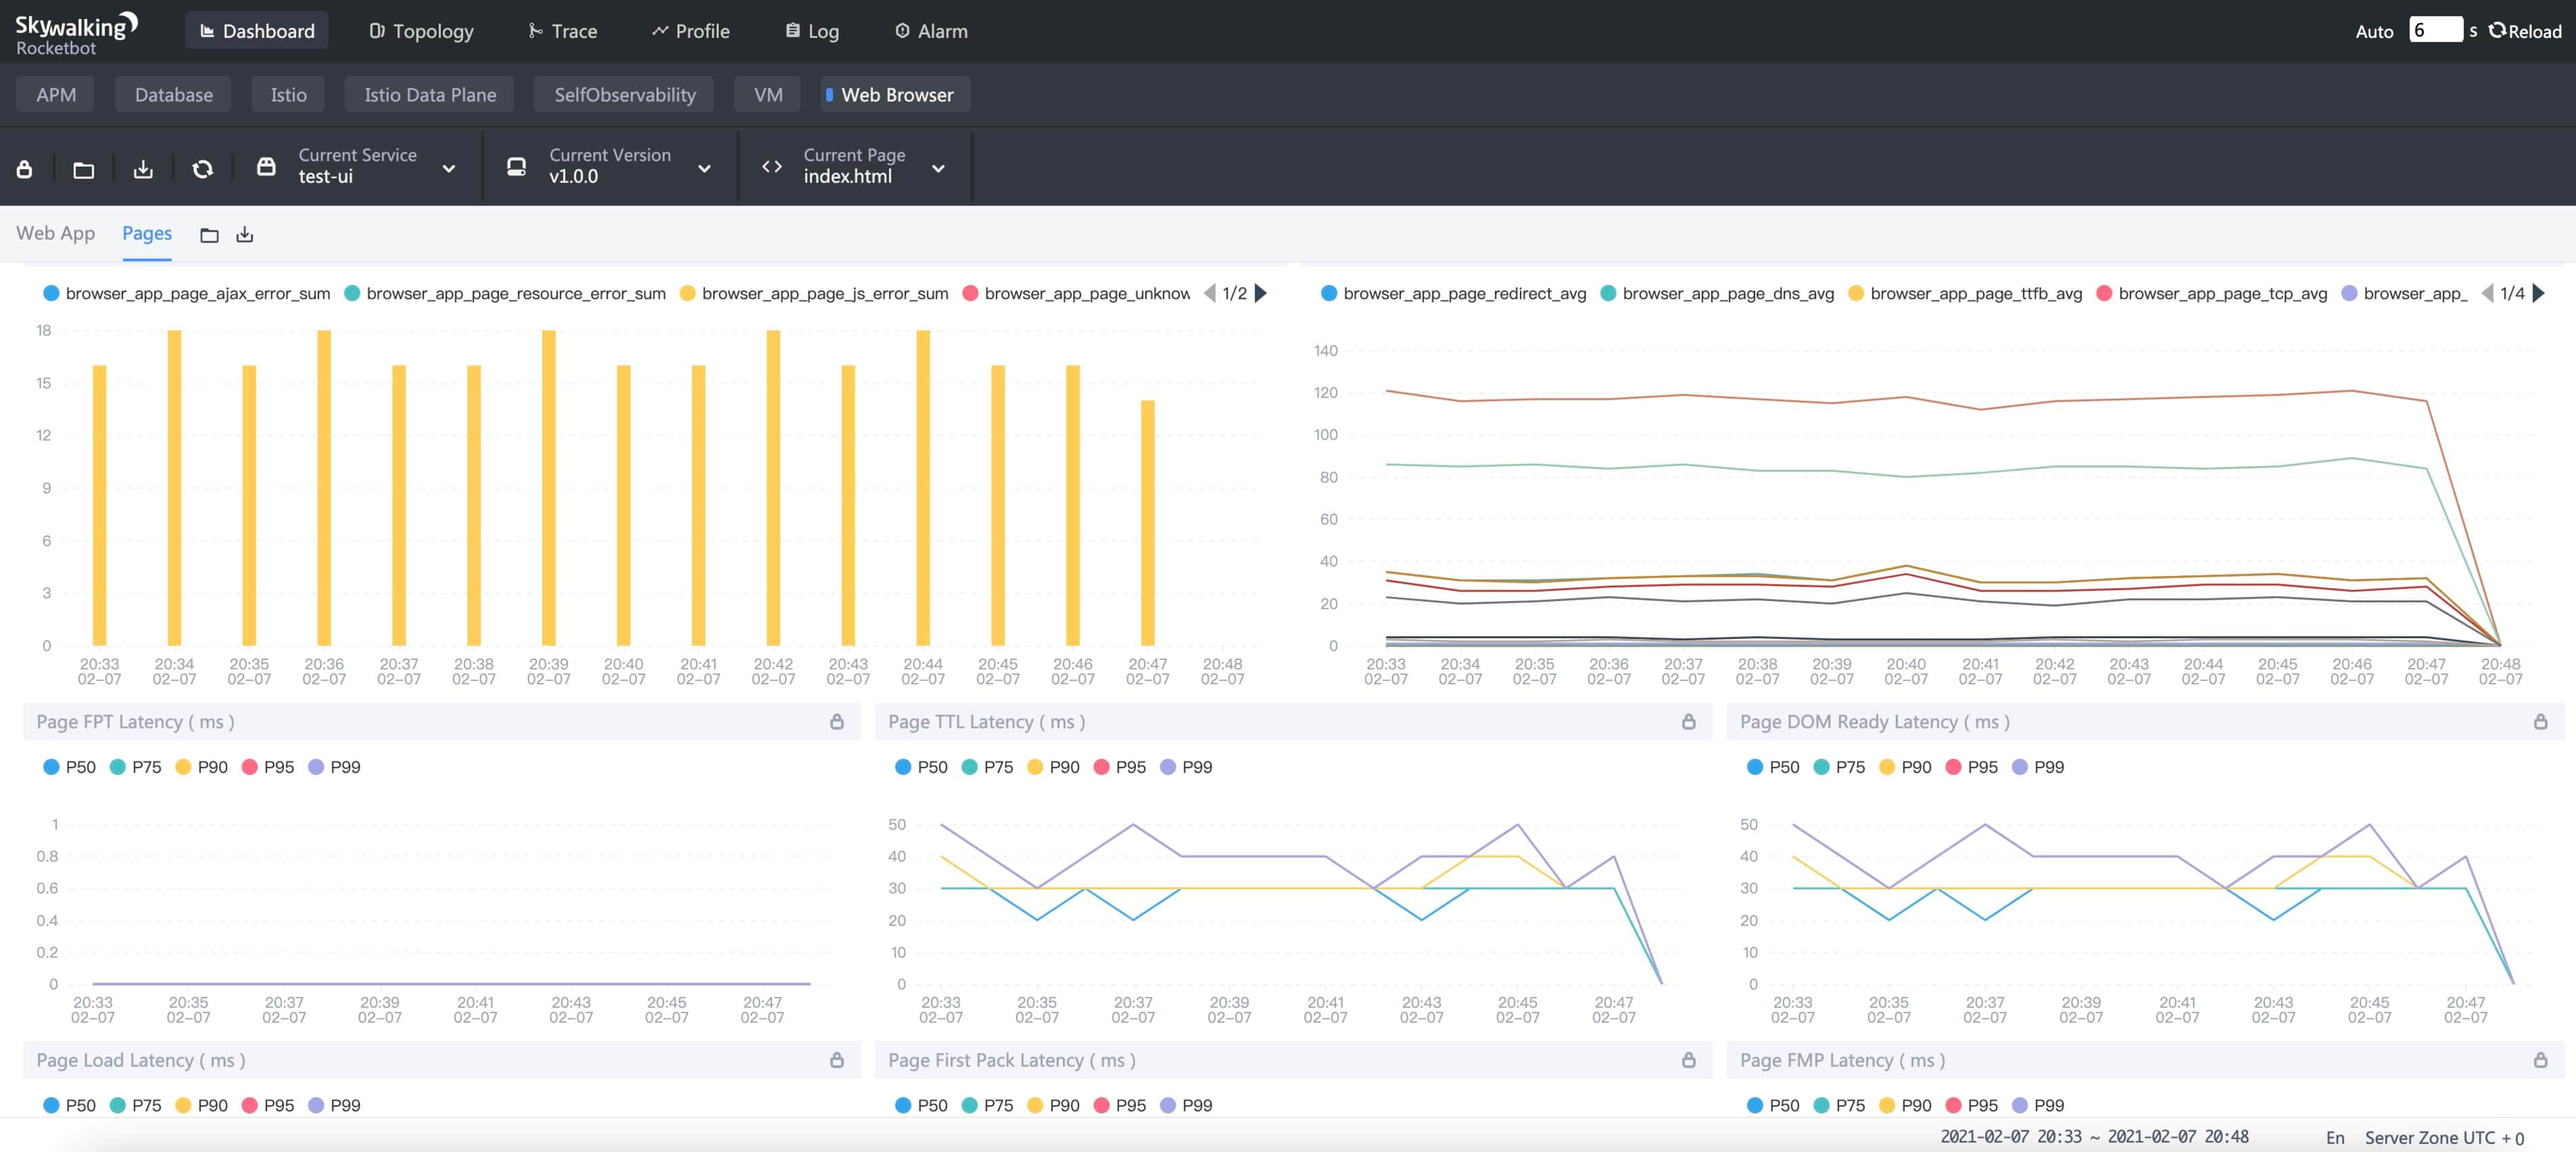 Skywalking
Rocketbot
Dashboard
Topology
Trace
Profile
Log
Alarm
Auto 6 s Reload
APM
Database
Istio
Istio Data Plane
SelfObservability
VM
Web Browser
Current Service
test-ui
Current Version
v1.0.0
Current Page
index.html
Web App
Pages
browser_app_page_ajax_error_sum browser_app_page_resource_error_sum browser_app_page_js_error_sum browser_app_page_unknow 1/2
18
15
12
9
6
3
0
20:33 20:34 20:35 20:36 20:37 20:38 20:39 20:40 20:41 20:42 20:43 20:44 20:45 20:46 20:47 20:48
02-07 02-07 02-07 02-07 02-07 02-07 02-07 02-07 02-07 02-07 02-07 02-07 02-07 02-07 02-07 02-07
browser_app_page_redirect_avg browser_app_page_dns_avg browser_app_page_ttfb_avg browser_app_page_tcp_avg browser_app_ 1/4
140
120
100
80
60
40
20
0
20:33 20:34 20:35 20:36 20:37 20:38 20:39 20:40 20:41 20:42 20:43 20:44 20:45 20:46 20:47 20:48
02-07 02-07 02-07 02-07 02-07 02-07 02-07 02-07 02-07 02-07 02-07 02-07 02-07 02-07 02-07 02-07
Page FPT Latency ( ms )
P50 P75 P90 P95 P99
1
0.8
0.6
0.4
0.2
0
20:33 20:35 20:37 20:39 20:41 20:43 20:45 20:47
02-07 02-07 02-07 02-07 02-07 02-07 02-07 02-07
Page TTL Latency ( ms )
P50 P75 P90 P95 P99
50
40
30
20
10
0
20:33 20:35 20:37 20:39 20:41 20:43 20:45 20:47
02-07 02-07 02-07 02-07 02-07 02-07 02-07 02-07
Page DOM Ready Latency ( ms )
P50 P75 P90 P95 P99
50
40
30
20
10
0
20:33 20:35 20:37 20:39 20:41 20:43 20:45 20:47
02-07 02-07 02-07 02-07 02-07 02-07 02-07 02-07
Page Load Latency ( ms )
P50 P75 P90 P95 P99
Page First Pack Latency ( ms )
P50 P75 P90 P95 P99
Page FMP Latency ( ms )
P50 P75 P90 P95 P99
2021-02-07 20:33 ~ 2021-02-07 20:48
En
Server Zone UTC + 0